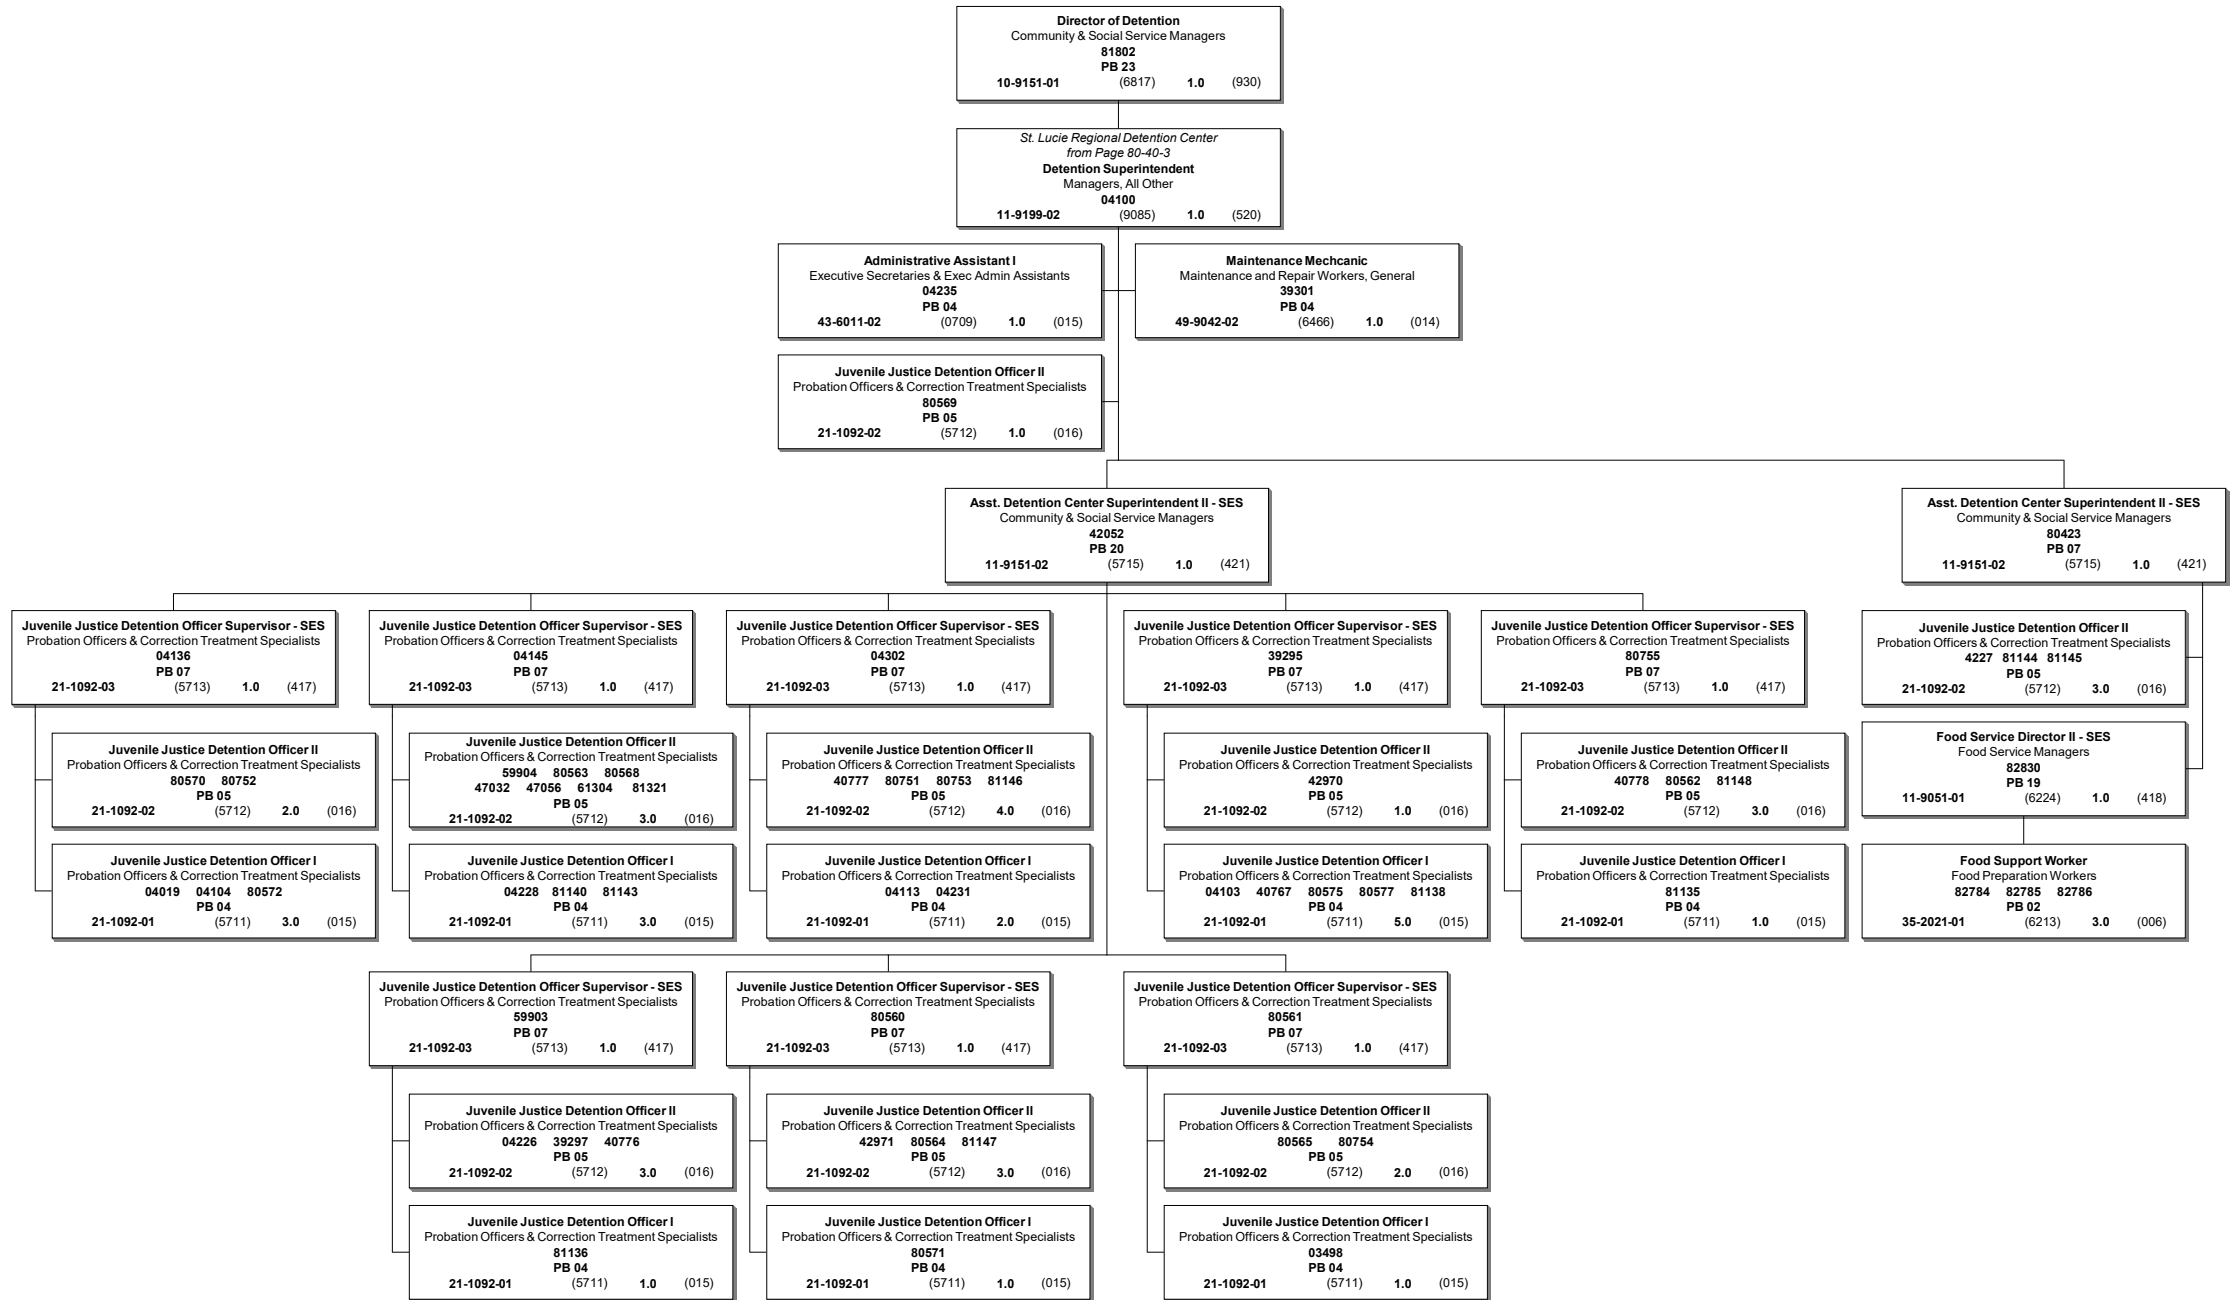 Director of Detention
Community & Social Service Managers
81802
PB 23
10-9151-01 (6817) 1.0 (930)
St. Lucie Regional Detention Center
from Page 80-40-3
Detention Superintendent
Managers, All Other
04100
11-9199-02 (9085) 1.0 (520)
Administrative Assistant I
Executive Secretaries & Exec Admin Assistants
04235
PB 04
43-6011-02 (0709) 1.0 (015)
Maintenance Mechcanic
Maintenance and Repair Workers, General
39301
PB 04
49-9042-02 (6466) 1.0 (014)
Juvenile Justice Detention Officer II
Probation Officers & Correction Treatment Specialists
80569
PB 05
21-1092-02 (5712) 1.0 (016)
Asst. Detention Center Superintendent II - SES
Community & Social Service Managers
42052
PB 20
11-9151-02 (5715) 1.0 (421)
Asst. Detention Center Superintendent II - SES
Community & Social Service Managers
80423
PB 07
11-9151-02 (5715) 1.0 (421)
Juvenile Justice Detention Officer Supervisor - SES
Probation Officers & Correction Treatment Specialists
04136
PB 07
21-1092-03 (5713) 1.0 (417)
Juvenile Justice Detention Officer Supervisor - SES
Probation Officers & Correction Treatment Specialists
04145
PB 07
21-1092-03 (5713) 1.0 (417)
Juvenile Justice Detention Officer Supervisor - SES
Probation Officers & Correction Treatment Specialists
04302
PB 07
21-1092-03 (5713) 1.0 (417)
Juvenile Justice Detention Officer Supervisor - SES
Probation Officers & Correction Treatment Specialists
39295
PB 07
21-1092-03 (5713) 1.0 (417)
Juvenile Justice Detention Officer Supervisor - SES
Probation Officers & Correction Treatment Specialists
80755
PB 07
21-1092-03 (5713) 1.0 (417)
Juvenile Justice Detention Officer II
Probation Officers & Correction Treatment Specialists
4227 81144 81145
PB 05
21-1092-02 (5712) 3.0 (016)
Juvenile Justice Detention Officer II
Probation Officers & Correction Treatment Specialists
80570 80752
PB 05
21-1092-02 (5712) 2.0 (016)
Juvenile Justice Detention Officer II
Probation Officers & Correction Treatment Specialists
59904 80563 80568
47032 47056 61304 81321
PB 05
21-1092-02 (5712) 3.0 (016)
Juvenile Justice Detention Officer II
Probation Officers & Correction Treatment Specialists
40777 80751 80753 81146
PB 05
21-1092-02 (5712) 4.0 (016)
Juvenile Justice Detention Officer II
Probation Officers & Correction Treatment Specialists
42970
PB 05
21-1092-02 (5712) 1.0 (016)
Juvenile Justice Detention Officer II
Probation Officers & Correction Treatment Specialists
40778 80562 81148
PB 05
21-1092-02 (5712) 3.0 (016)
Food Service Director II - SES
Food Service Managers
82830
PB 19
11-9051-01 (6224) 1.0 (418)
Juvenile Justice Detention Officer I
Probation Officers & Correction Treatment Specialists
04019 04104 80572
PB 04
21-1092-01 (5711) 3.0 (015)
Juvenile Justice Detention Officer I
Probation Officers & Correction Treatment Specialists
04228 81140 81143
PB 04
21-1092-01 (5711) 3.0 (015)
Juvenile Justice Detention Officer I
Probation Officers & Correction Treatment Specialists
04113 04231
PB 04
21-1092-01 (5711) 2.0 (015)
Juvenile Justice Detention Officer I
Probation Officers & Correction Treatment Specialists
04103 40767 80575 80577 81138
PB 04
21-1092-01 (5711) 5.0 (015)
Juvenile Justice Detention Officer I
Probation Officers & Correction Treatment Specialists
81135
PB 04
21-1092-01 (5711) 1.0 (015)
Food Support Worker
Food Preparation Workers
82784 82785 82786
PB 02
35-2021-01 (6213) 3.0 (006)
Juvenile Justice Detention Officer Supervisor - SES
Probation Officers & Correction Treatment Specialists
59903
PB 07
21-1092-03 (5713) 1.0 (417)
Juvenile Justice Detention Officer Supervisor - SES
Probation Officers & Correction Treatment Specialists
80560
PB 07
21-1092-03 (5713) 1.0 (417)
Juvenile Justice Detention Officer Supervisor - SES
Probation Officers & Correction Treatment Specialists
80561
PB 07
21-1092-03 (5713) 1.0 (417)
Juvenile Justice Detention Officer II
Probation Officers & Correction Treatment Specialists
04226 39297 40776
PB 05
21-1092-02 (5712) 3.0 (016)
Juvenile Justice Detention Officer II
Probation Officers & Correction Treatment Specialists
42971 80564 81147
PB 05
21-1092-02 (5712) 3.0 (016)
Juvenile Justice Detention Officer II
Probation Officers & Correction Treatment Specialists
80565 80754
PB 05
21-1092-02 (5712) 2.0 (016)
Juvenile Justice Detention Officer I
Probation Officers & Correction Treatment Specialists
81136
PB 04
21-1092-01 (5711) 1.0 (015)
Juvenile Justice Detention Officer I
Probation Officers & Correction Treatment Specialists
80571
PB 04
21-1092-01 (5711) 1.0 (015)
Juvenile Justice Detention Officer I
Probation Officers & Correction Treatment Specialists
03498
PB 04
21-1092-01 (5711) 1.0 (015)